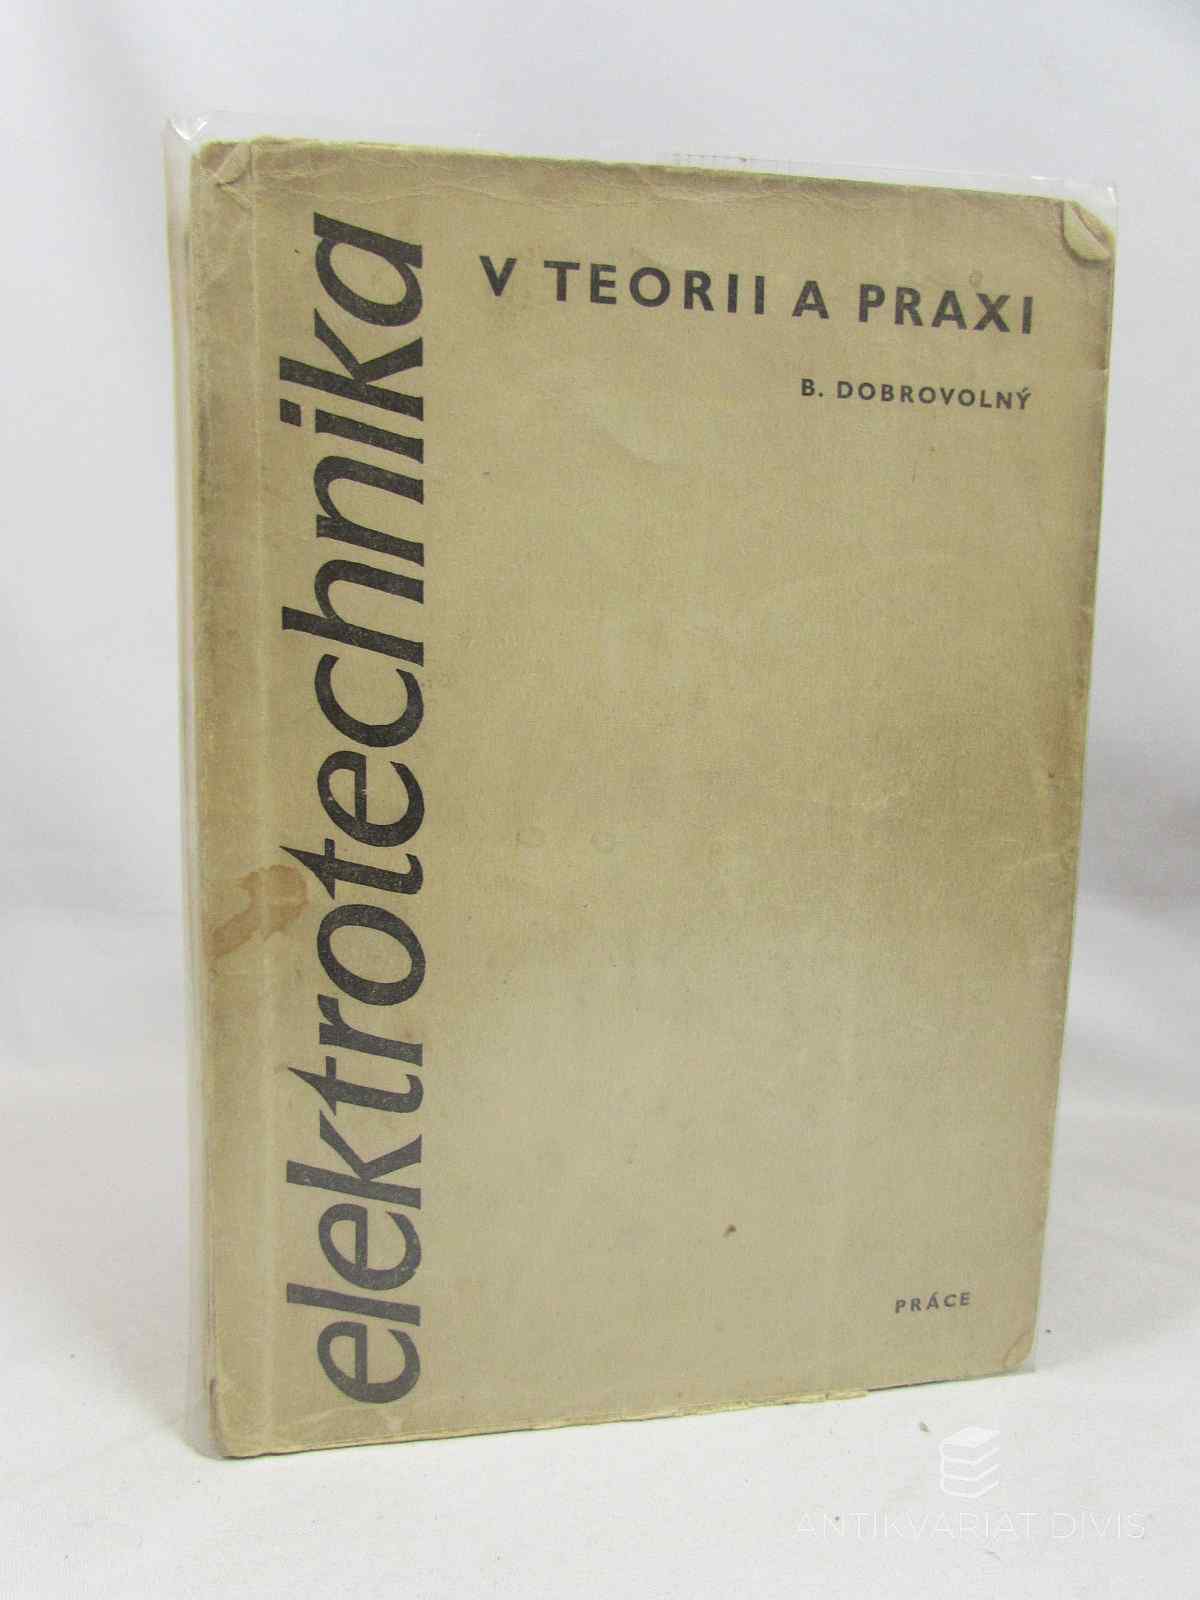 elektrotechnika
V TEORII A PRAXI
B. DOBROVOLNÝ
PRÁCE
ANTIKVARIAT DIVIS